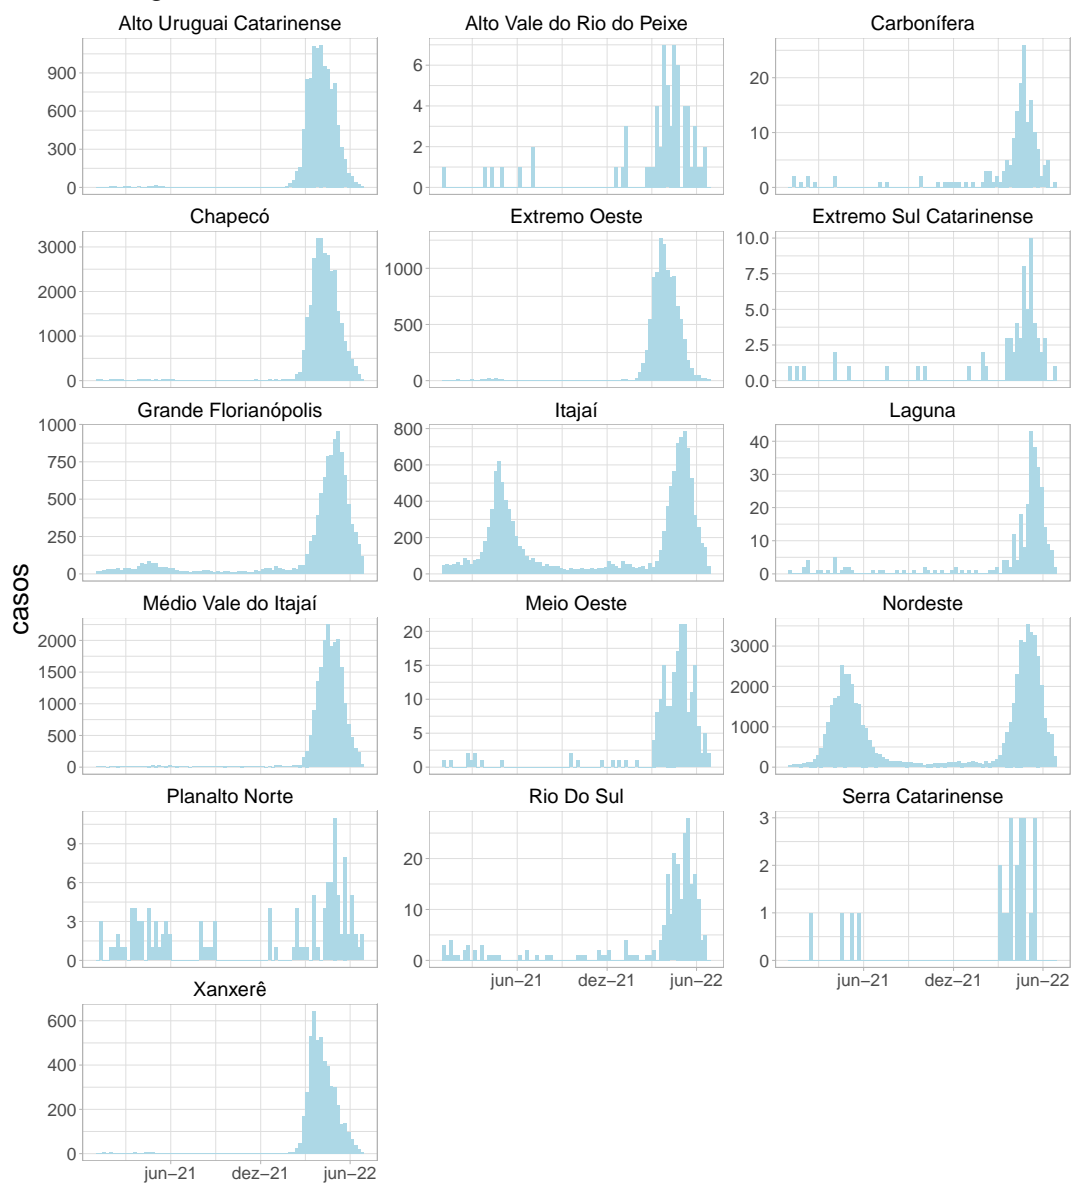 Alto Uruguai Catarinense Alto Vale do Rio do Peixe Carbonífera
900 6 20
600 4 10
300 2 0
0 0
Chapecó Extremo Oeste Extremo Sul Catarinense
3000 1000 10.0
2000 500 7.5
1000 0 5.0
0 2.5
0.0
Grande Florianópolis Itajaí Laguna
1000 800 40
750 600 30
500 400 20
250 200 10
0 0 0
casos
Médio Vale do Itajaí Meio Oeste Nordeste
2000 20 3000
1500 15 2000
1000 10 1000
500 5 0
0 0
Planalto Norte Rio Do Sul Serra Catarinense
9 20 3
6 10 2
3 0 1
0 0
jun−21 dez−21 jun−22 jun−21 dez−21 jun−22
Xanxerê
600
400
200
0
jun−21 dez−21 jun−22